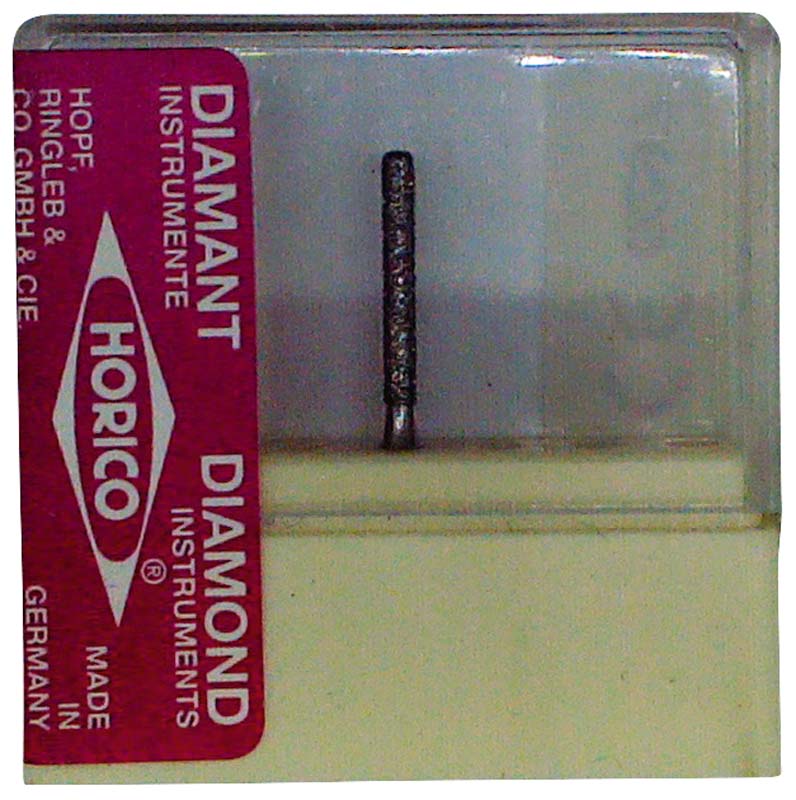 DIAMANT
INSTRUMENTE
HOPF,
RINGLEB &
CO. GMBH & CIE.
HORICO
®
DIAMOND
INSTRUMENTS
MADE
IN
GERMANY